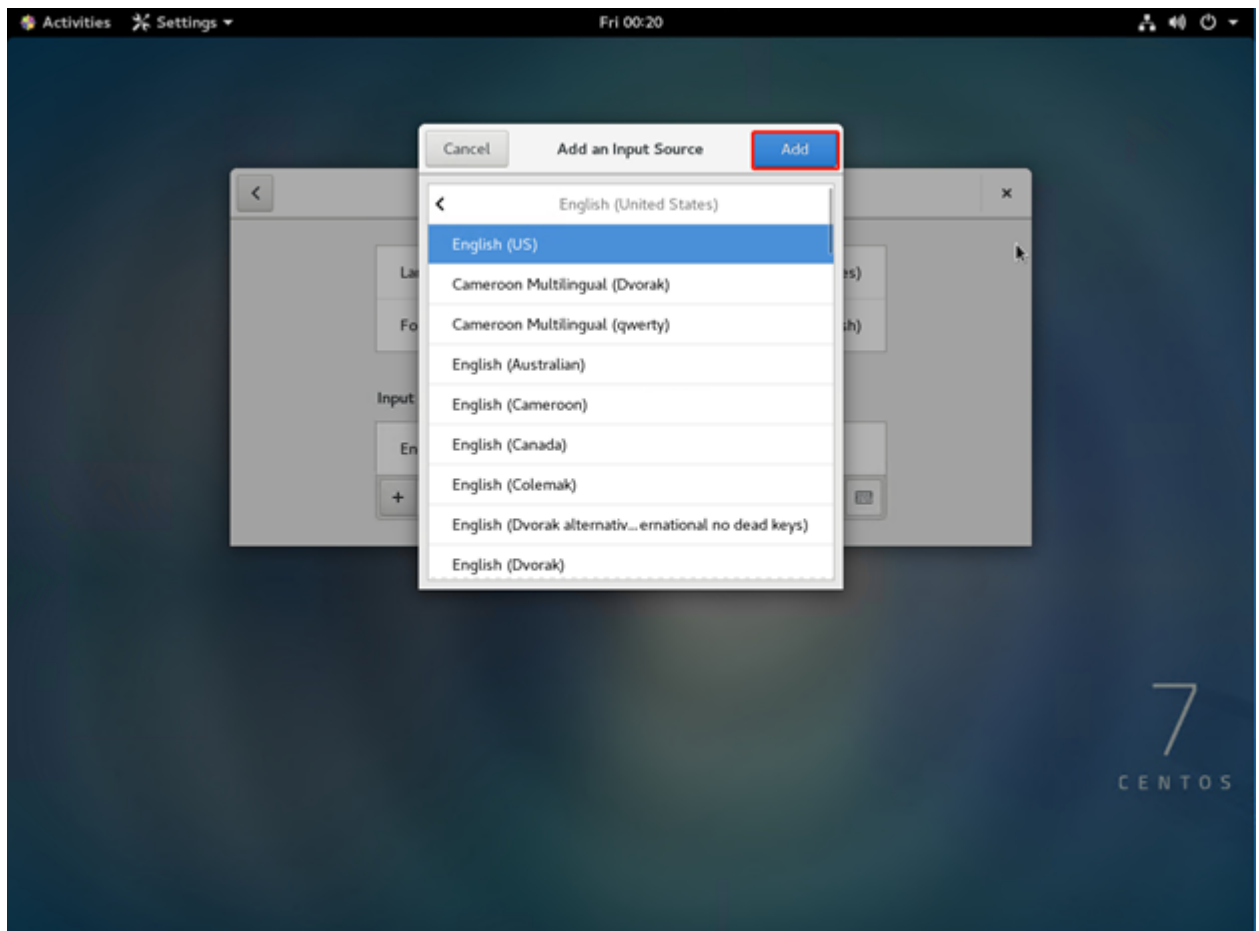 Activities Settings Fri 00:20
Cancel Add an Input Source Add
English (United States)
English (US)
Cameroon Multilingual (Dvorak)
Cameroon Multilingual (qwerty)
English (Australian)
English (Cameroon)
English (Canada)
English (Colemak)
English (Dvorak alternativ…ernational no dead keys)
English (Dvorak)
Input
7
CENTOS